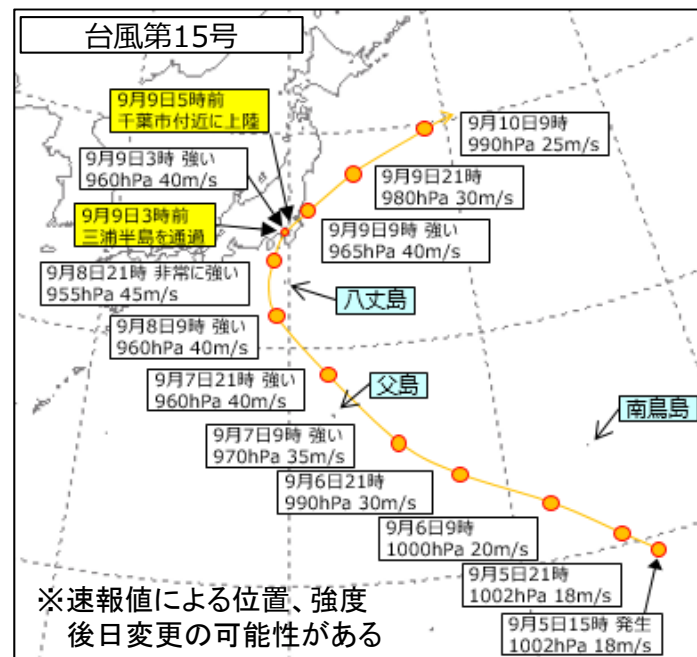 台風第15号
9月9日5時前
千葉市付近に上陸
9月10日9時
990hPa 25m/s
9月9日3時 強い
960hPa 40m/s
9月9日21時
980hPa 30m/s
9月9日3時前
三浦半島を通過
9月9日9時 強い
965hPa 40m/s
9月8日21時 非常に強い
955hPa 45m/s
八丈島
9月8日9時 強い
960hPa 40m/s
9月7日21時 強い
960hPa 40m/s
父島
南鳥島
9月7日9時 強い
970hPa 35m/s
9月6日21時
990hPa 30m/s
9月6日9時
1000hPa 20m/s
9月5日21時
1002hPa 18m/s
9月5日15時 発生
1002hPa 18m/s
※速報値による位置、強度
後日変更の可能性がある